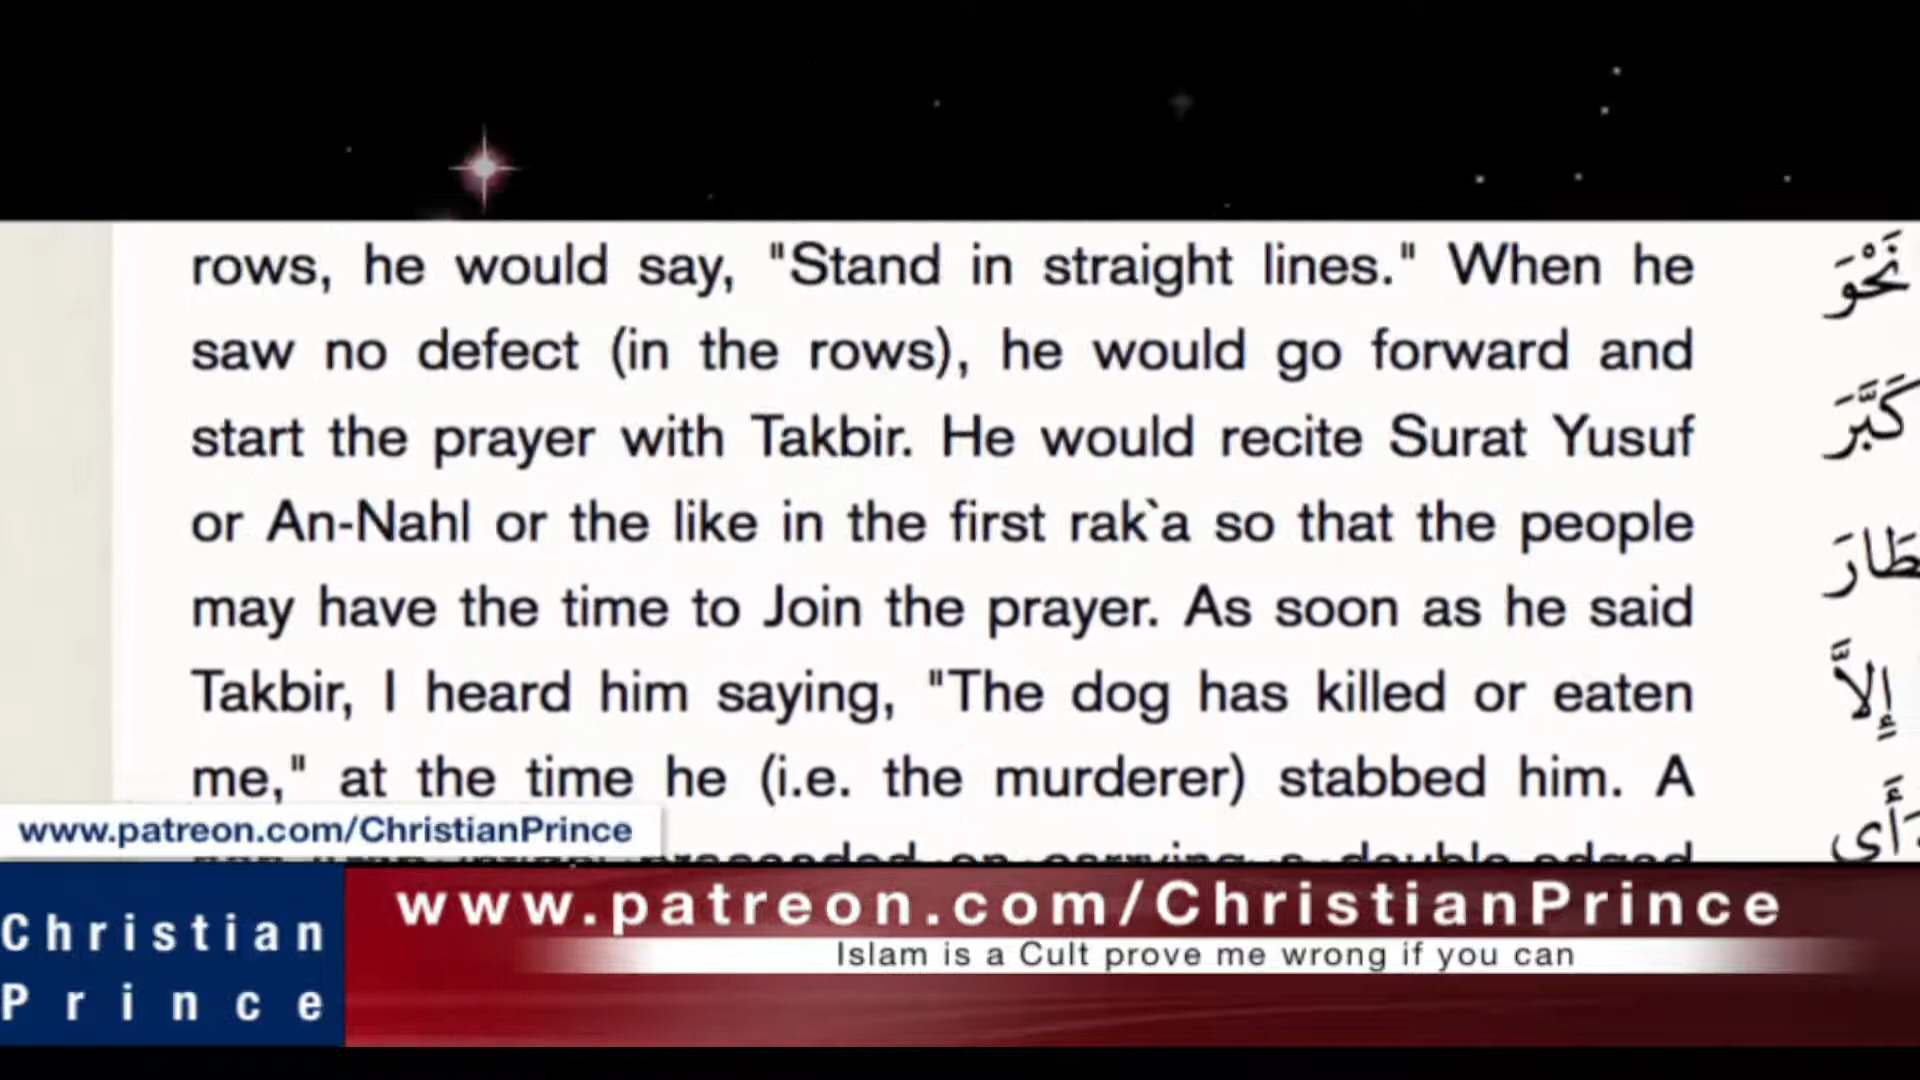 rows, he would say, "Stand in straight lines." When he
saw no defect (in the rows), he would go forward and
start the prayer with Takbir. He would recite Surat Yusuf
or An-Nahl or the like in the first rak`a so that the people
may have the time to Join the prayer. As soon as he said
Takbir, I heard him saying, "The dog has killed or eaten
me," at the time he (i.e. the murderer) stabbed him. A
proceeded on carrying a double-edged
نَحْوَ
كَبَّرَ
إِلاَّ
www.patreon.com/ChristianPrince
Christian
Prince
www.patreon.com/ChristianPrince
Islam is a Cult prove me wrong if you can